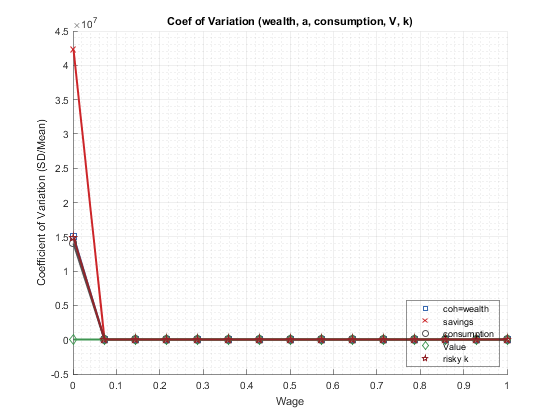 Coef of Variation (wealth, a, consumption, V, k)
×10^7
4.5
4
3.5
3
2.5
2
1.5
1
0.5
0
-0.5
Coefficient of Variation (SD/Mean)
0 0.1 0.2 0.3 0.4 0.5 0.6 0.7 0.8 0.9 1
Wage
coh=wealth
savings
consumption
Value
risky k